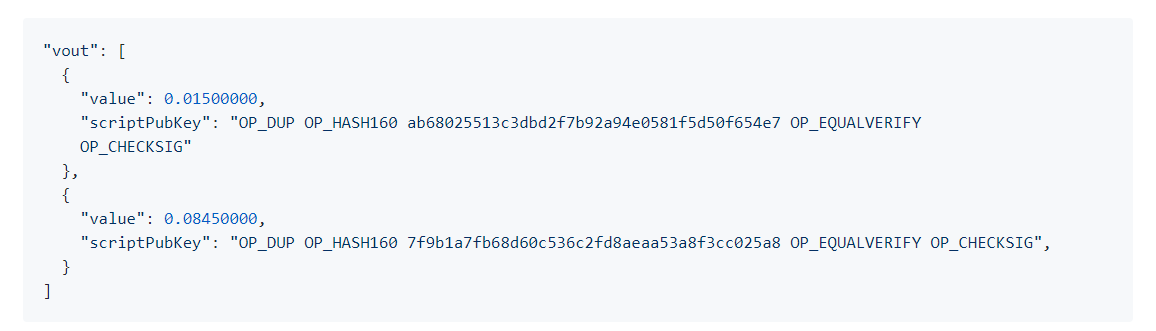 "vout": [
{
"value": 0.01500000,
"scriptPubKey": "OP_DUP OP_HASH160 ab68025513c3dbd2f7b92a94e0581f5d50f654e7 OP_EQUALVERIFY
OP_CHECKSIG"
},
{
"value": 0.08450000,
"scriptPubKey": "OP_DUP OP_HASH160 7f9b1a7fb68d60c536c2fd8aeaa53a8f3cc025a8 OP_EQUALVERIFY OP_CHECKSIG",
}
]